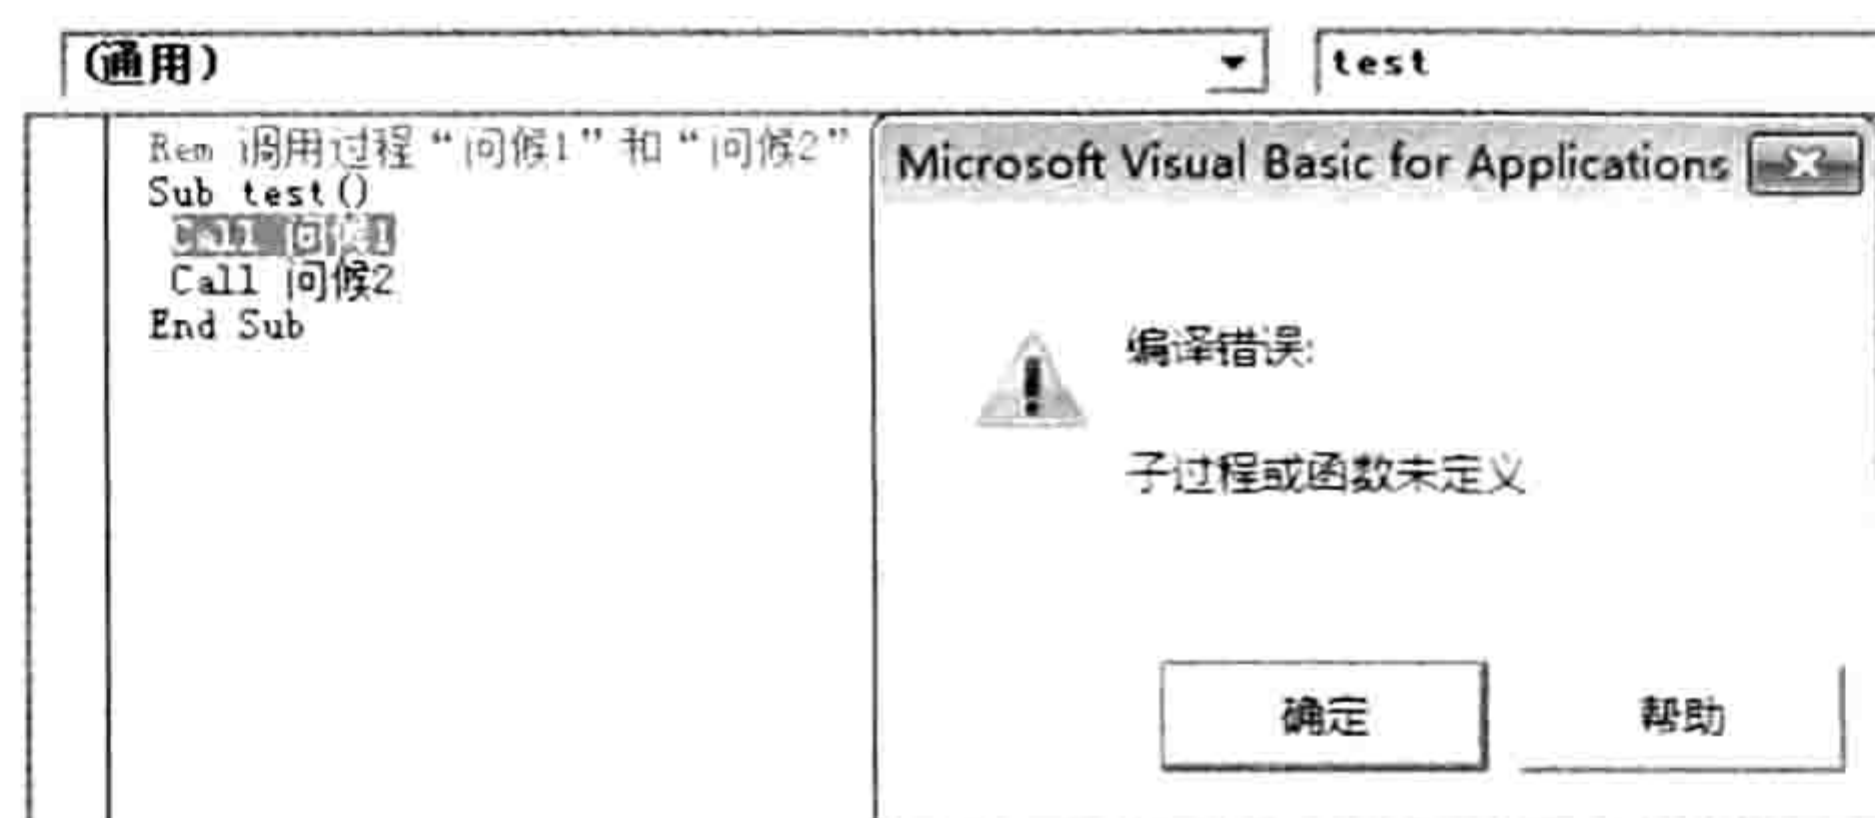 (通用)
test
Rem 调用过程“问候1”和“问候2”
Sub test()
Call 问候1
Call 问候2
End Sub
Microsoft Visual Basic for Applications
编译错误:
子过程或函数未定义
确定
帮助